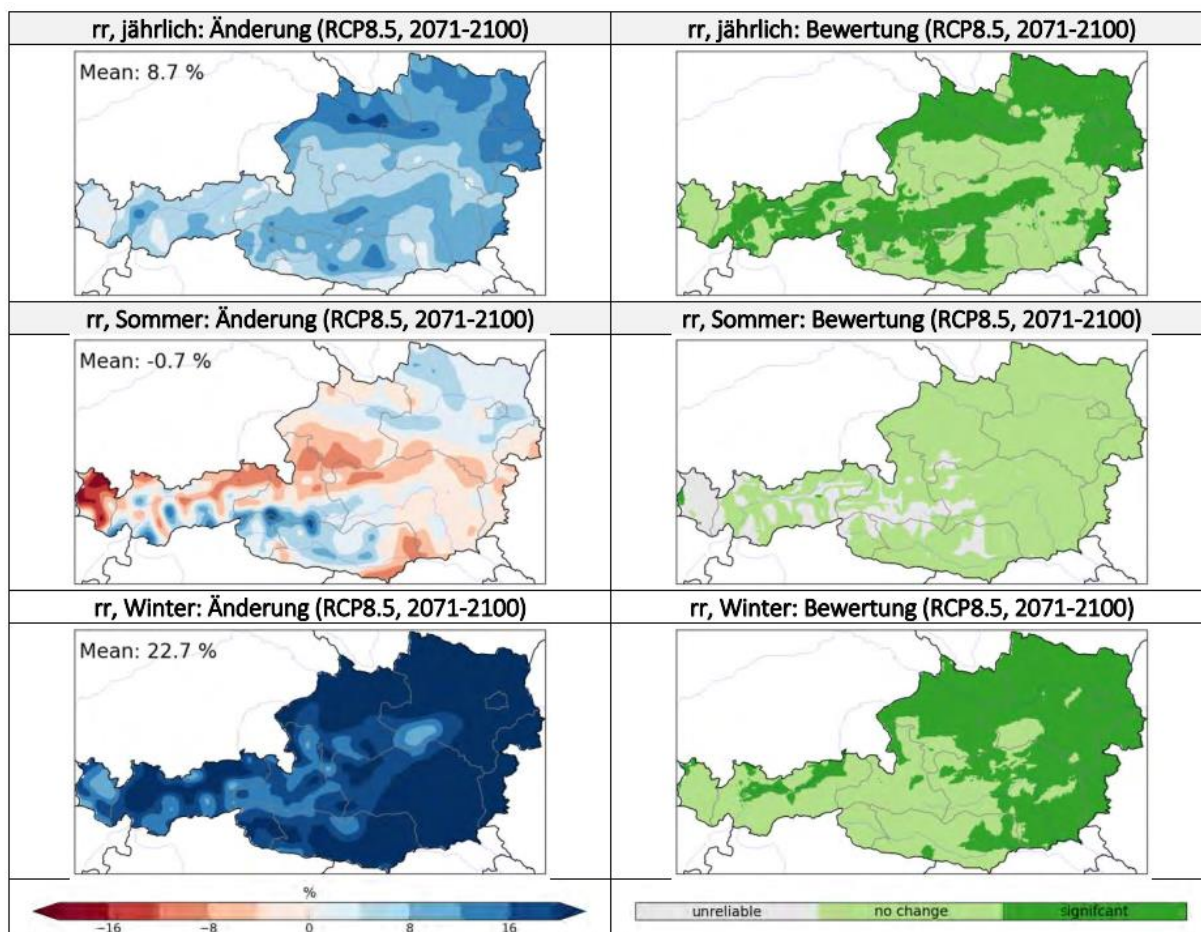 rr, jährlich: Änderung (RCP8.5, 2071-2100)
rr, jährlich: Bewertung (RCP8.5, 2071-2100)
Mean: 8.7 %
rr, Sommer: Änderung (RCP8.5, 2071-2100)
rr, Sommer: Bewertung (RCP8.5, 2071-2100)
Mean: -0.7 %
rr, Winter: Änderung (RCP8.5, 2071-2100)
rr, Winter: Bewertung (RCP8.5, 2071-2100)
Mean: 22.7 %
%
−16 −8 0 8 16
unreliable no change signifcant